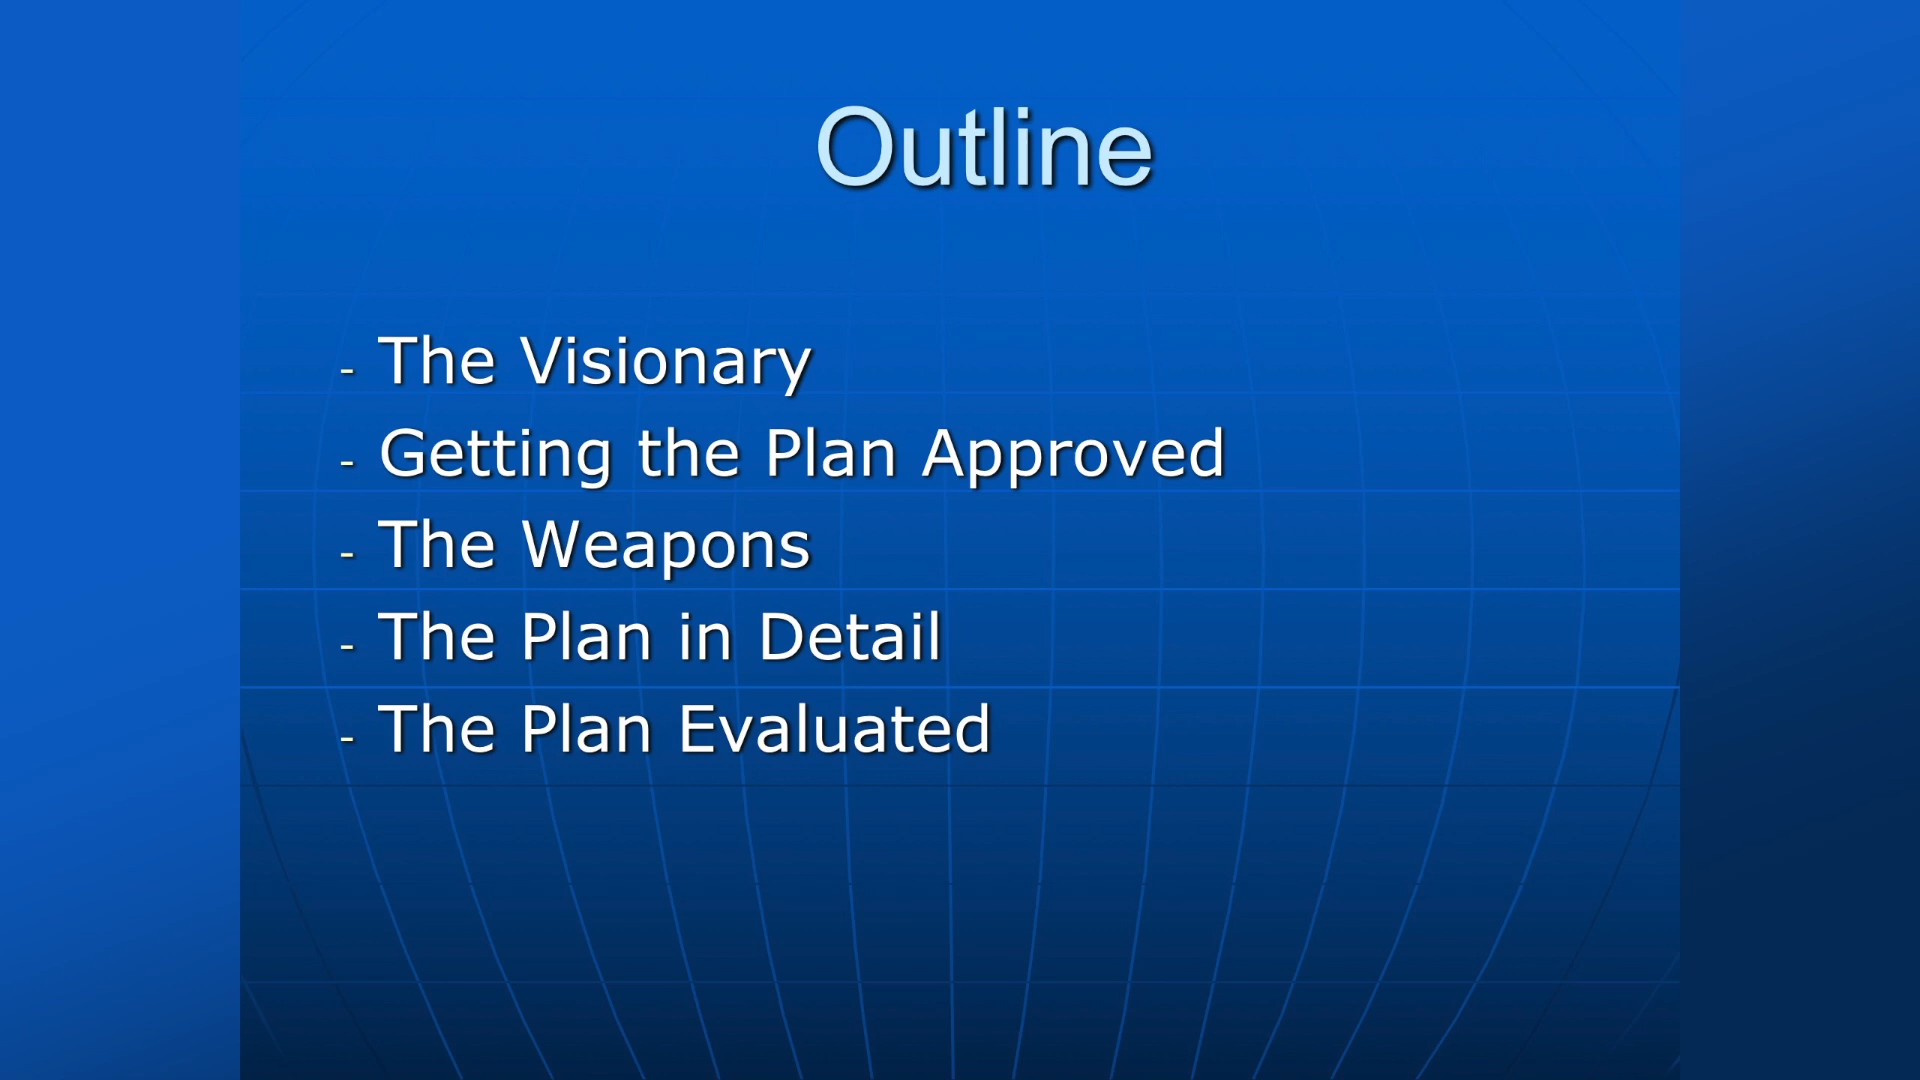 Outline
- The Visionary
- Getting the Plan Approved
- The Weapons
- The Plan in Detail
- The Plan Evaluated